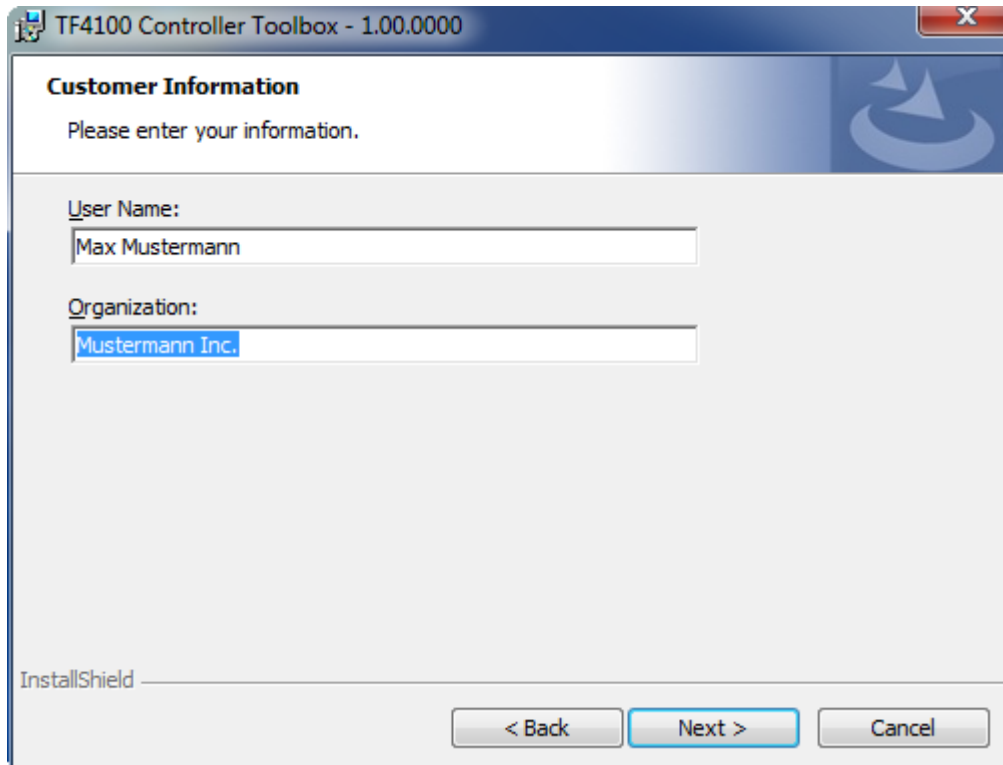 TF4100 Controller Toolbox - 1.00.0000
Customer Information
Please enter your information.
User Name:
Max Mustermann
Organization:
Mustermann Inc.
InstallShield
< Back
Next >
Cancel